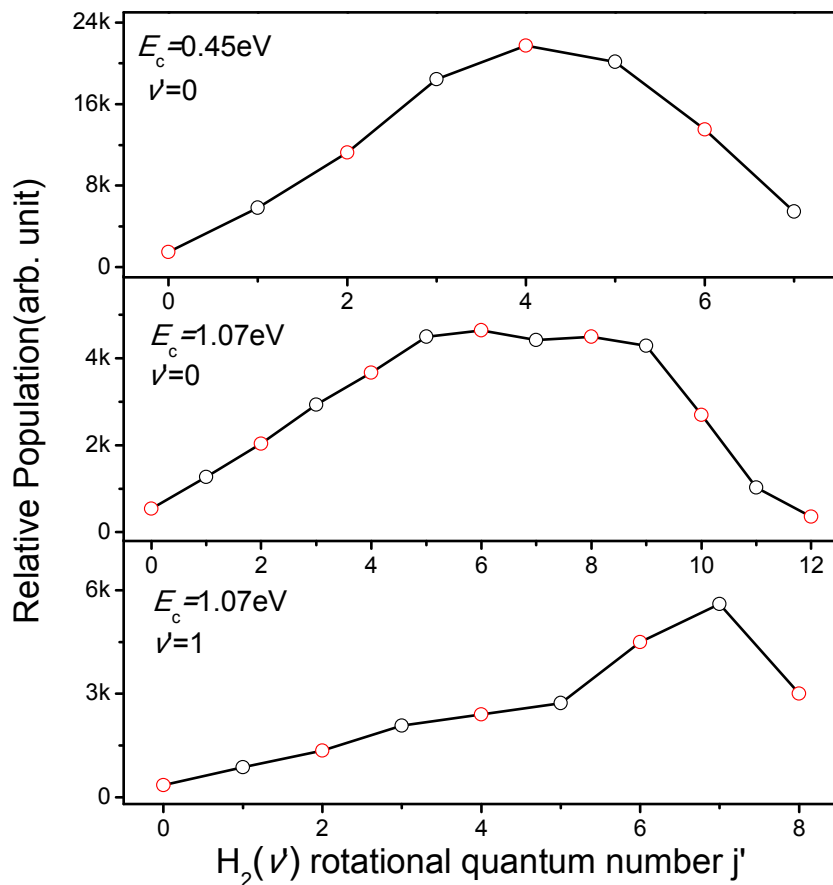 Relative Population(arb. unit)
24k
16k
8k
0
E_c=0.45eV
ν'=0
0 2 4 6
4k
2k
0
E_c=1.07eV
ν'=0
0 2 4 6 8 10 12
6k
3k
0
E_c=1.07eV
ν'=1
0 2 4 6 8
H₂(ν') rotational quantum number j'